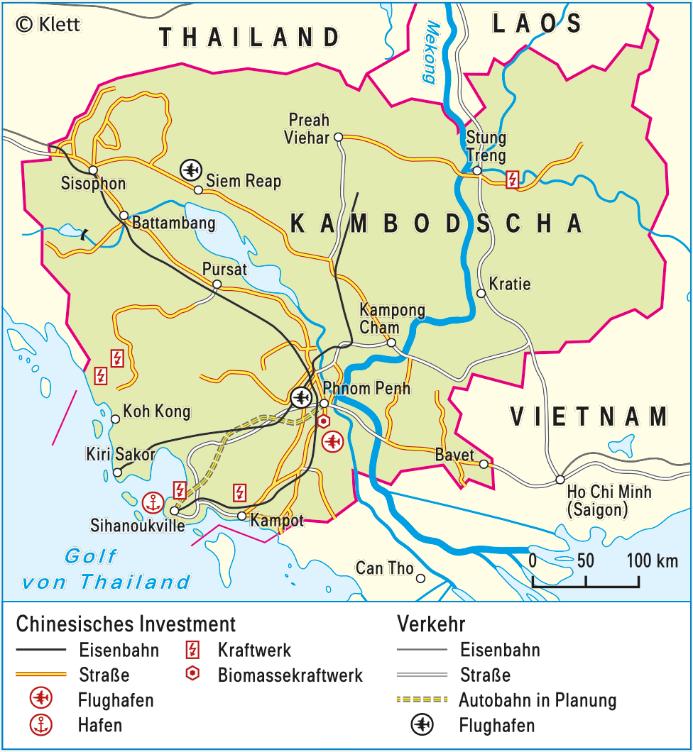 © Klett
THAILAND
LAOS
Mekong
Preah
Viehar
Stung
Treng
Sisophon
Siem Reap
Battambang
KAMBODSCHA
Pursat
Kratie
Kampong
Cham
Phnom Penh
Koh Kong
VIETNAM
Kiri Sakor
Bavet
Ho Chi Minh
(Saigon)
Sihanoukville
Kampot
Golf
von Thailand
Can Tho
0 50 100 km
Chinesisches Investment
Eisenbahn
Straße
Flughafen
Hafen
Kraftwerk
Biomassekraftwerk
Verkehr
Eisenbahn
Straße
Autobahn in Planung
Flughafen